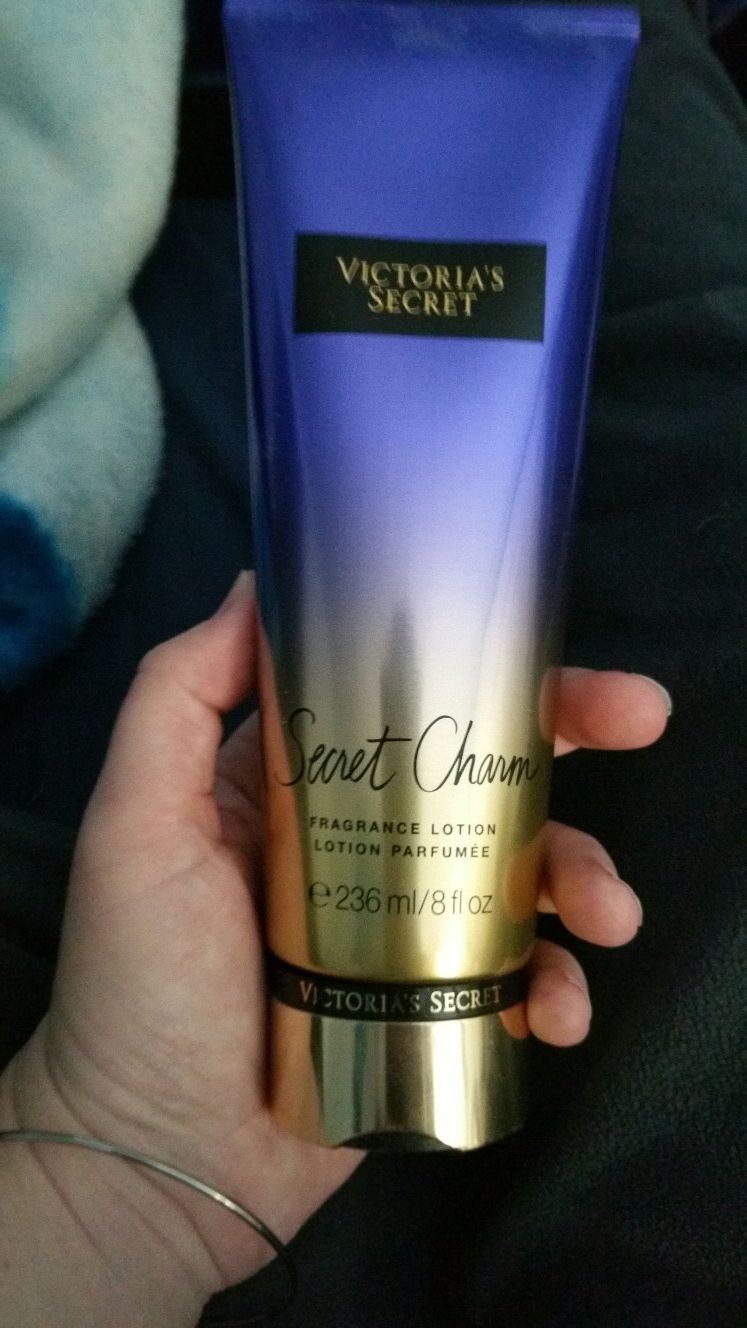 VICTORIA'S
SECRET
Secret Charm
FRAGRANCE LOTION
LOTION PARFUMÉE
℮ 236 ml/8 fl oz
VICTORIA'S SECRET